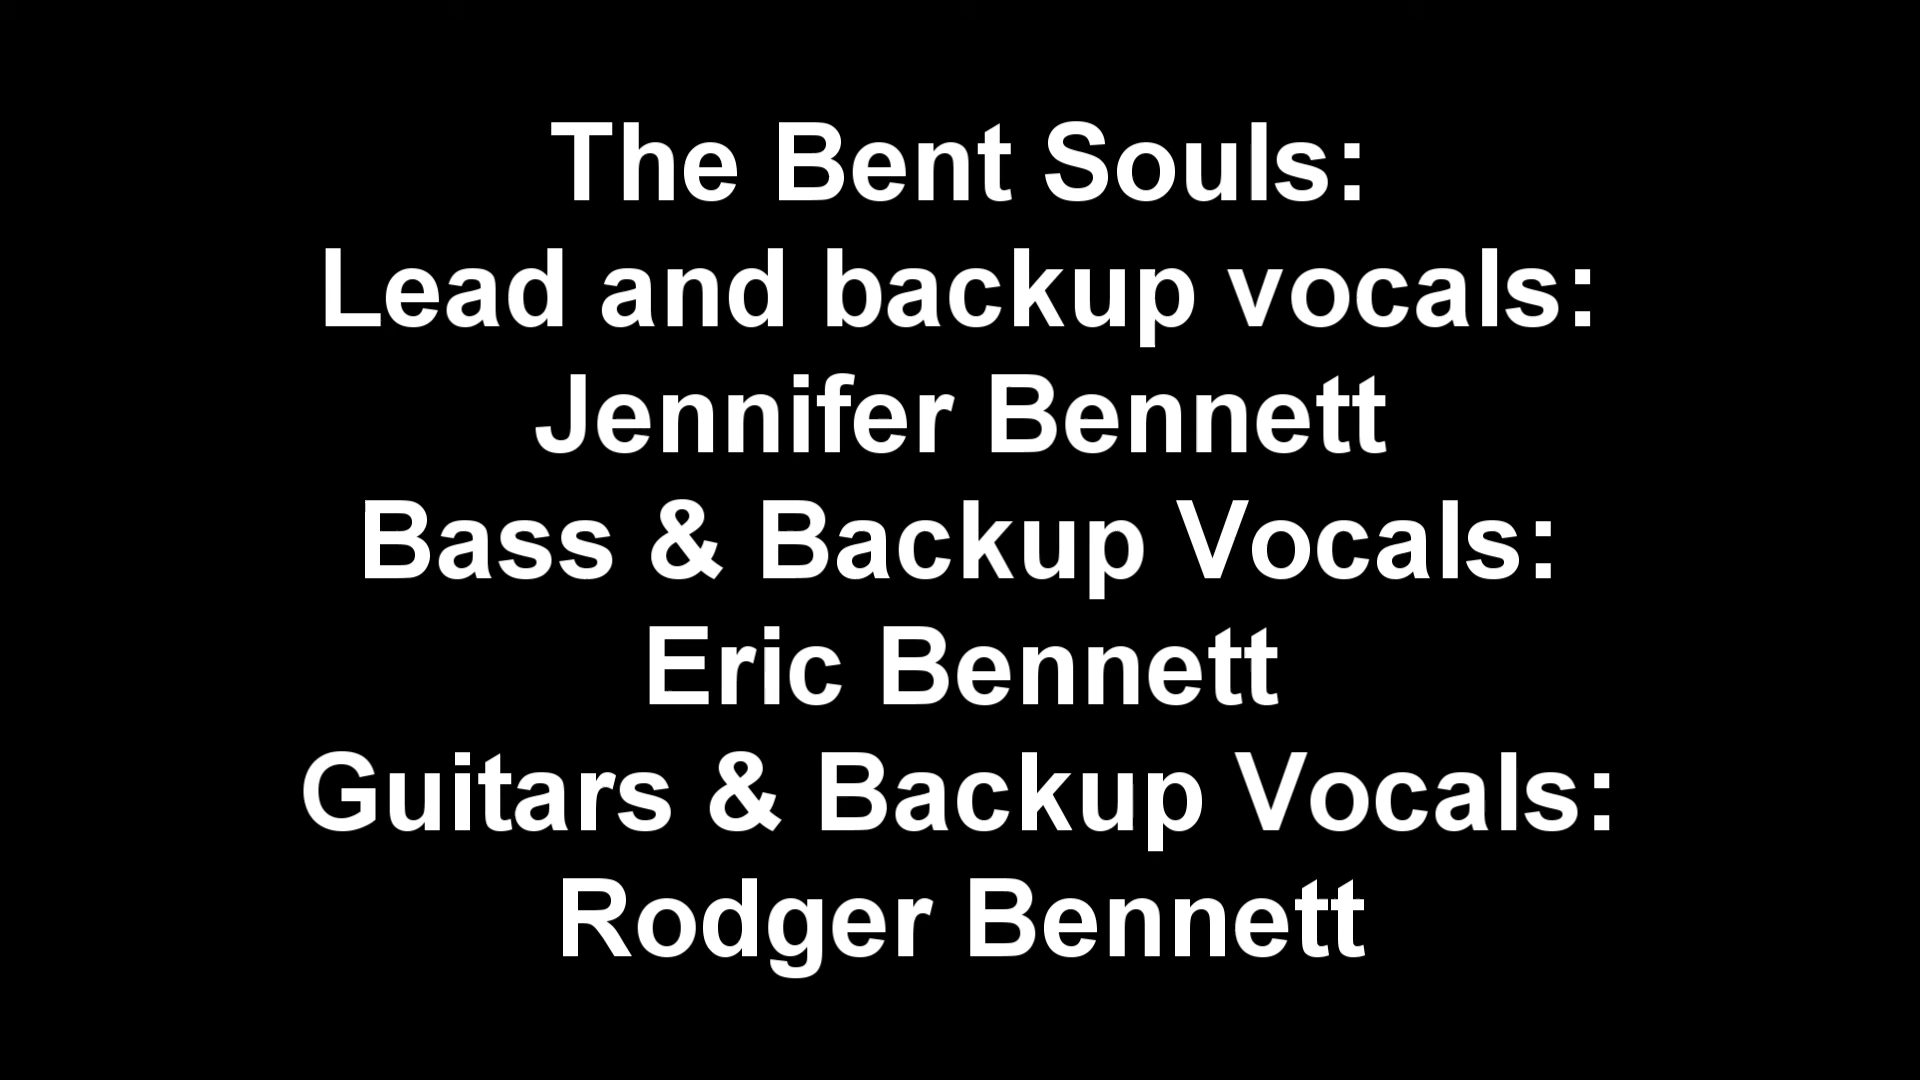 The Bent Souls:
Lead and backup vocals:
Jennifer Bennett
Bass & Backup Vocals:
Eric Bennett
Guitars & Backup Vocals:
Rodger Bennett